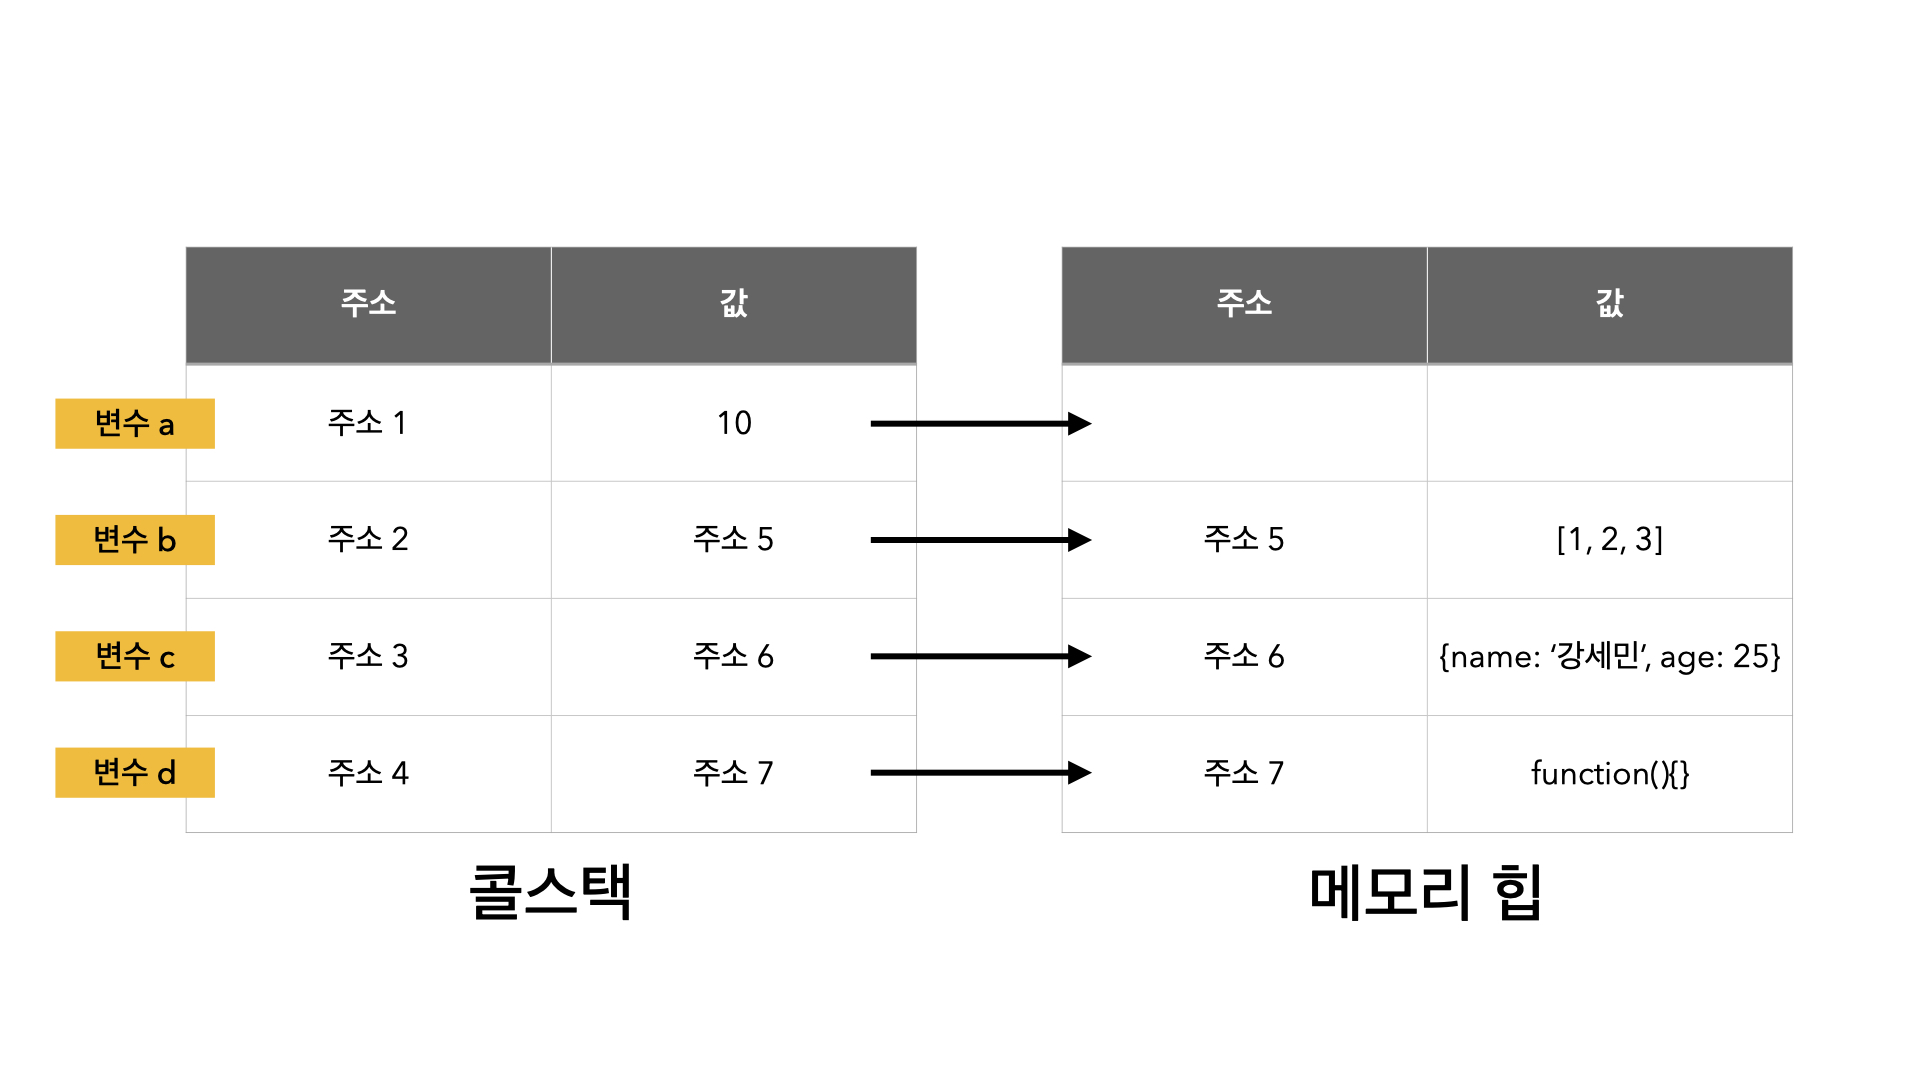 주소 값 주소 값
변수 a 주소 1 10
변수 b 주소 2 주소 5 주소 5 [1, 2, 3]
변수 c 주소 3 주소 6 주소 6 {name: ‘강세민’, age: 25}
변수 d 주소 4 주소 7 주소 7 function(){}
콜스택 메모리 힙